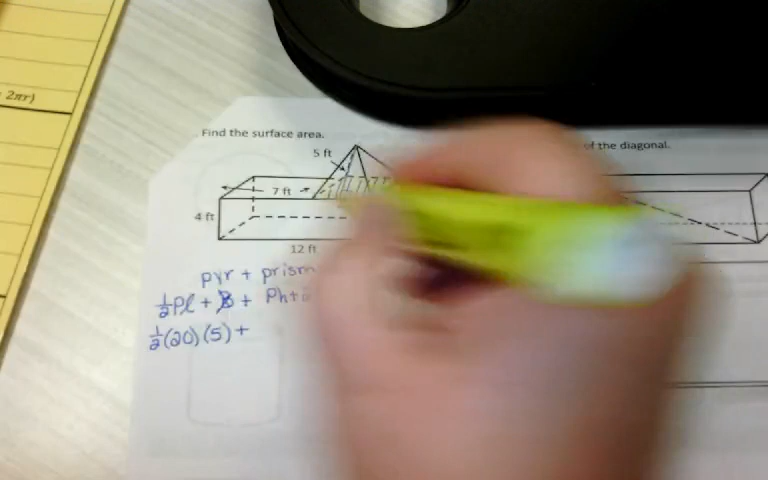 2πr)
. Find the surface area.
of the diagonal.
5 ft
7 ft
4 ft
12 ft
pyr + prism
½Pl + B + Ph +
½(20)(5) +